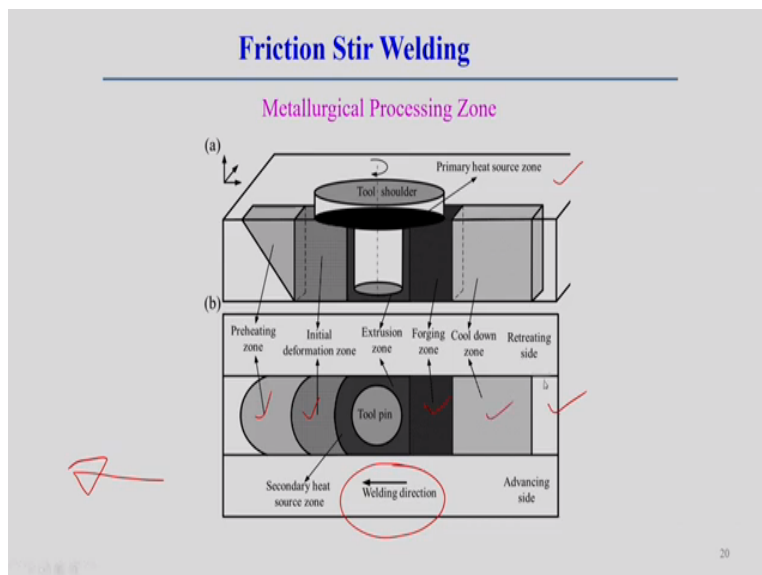 Friction Stir Welding
Metallurgical Processing Zone
(a)
Primary heat source zone
Tool shoulder
(b)
Preheating
zone
Initial
deformation zone
Extrusion
zone
Forging
zone
Cool down
zone
Retreating
side
Tool pin
Secondary heat
source zone
Welding direction
Advancing
side
20